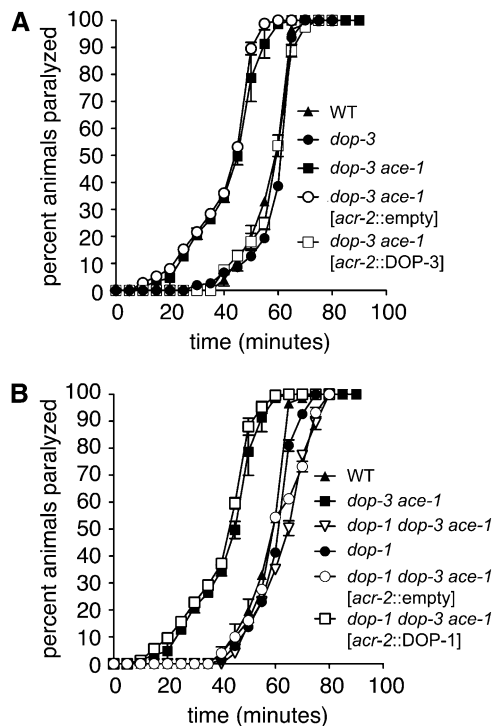 A
percent animals paralyzed
100
90
80
70
60
50
40
30
20
10
0
0 20 40 60 80 100
time (minutes)
WT
dop-3
dop-3 ace-1
dop-3 ace-1
[acr-2::empty]
dop-3 ace-1
[acr-2::DOP-3]
B
percent animals paralyzed
100
90
80
70
60
50
40
30
20
10
0
0 20 40 60 80 100
time (minutes)
WT
dop-3 ace-1
dop-1 dop-3 ace-1
dop-1
dop-1 dop-3 ace-1
[acr-2::empty]
dop-1 dop-3 ace-1
[acr-2::DOP-1]